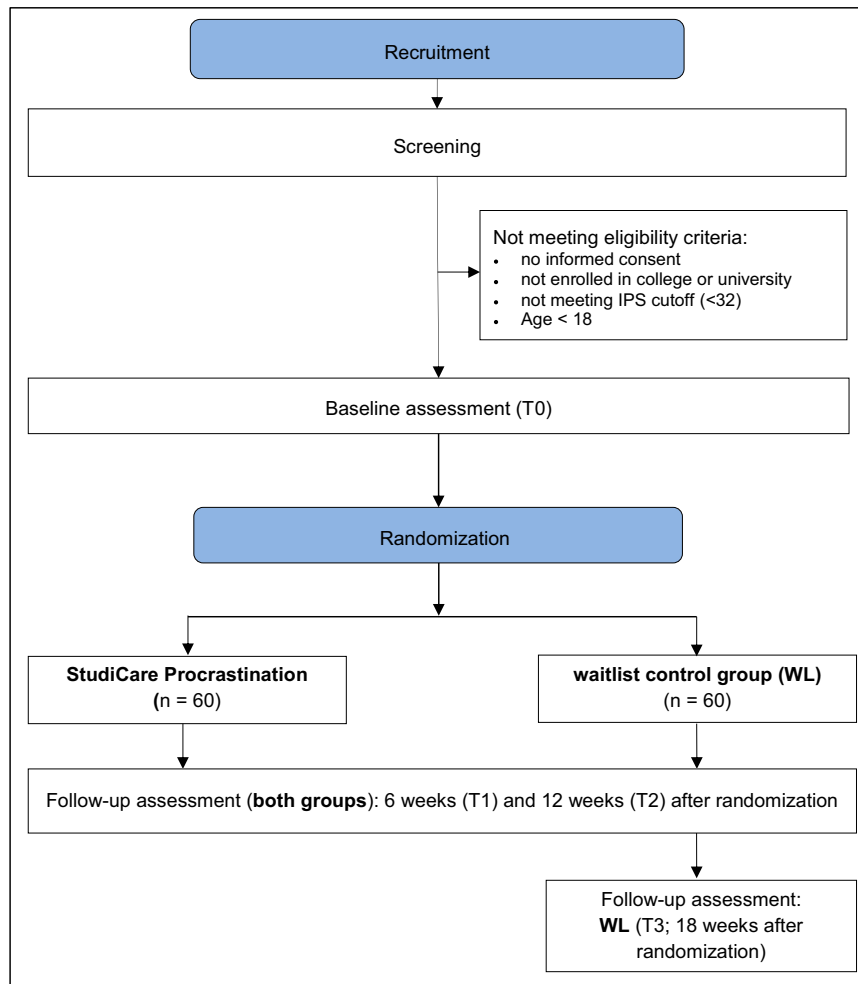 Recruitment
Screening
Not meeting eligibility criteria:
• no informed consent
• not enrolled in college or university
• not meeting IPS cutoff (<32)
• Age < 18
Baseline assessment (T0)
Randomization
StudiCare Procrastination
(n = 60)
waitlist control group (WL)
(n = 60)
Follow-up assessment (both groups): 6 weeks (T1) and 12 weeks (T2) after randomization
Follow-up assessment:
WL (T3; 18 weeks after
randomization)